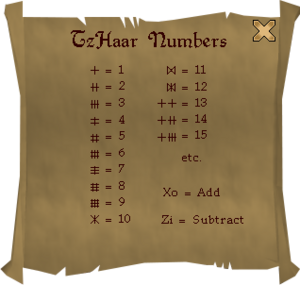 TzHaar Numbers
+ = 1
= 2
= 3
‡ = 4
= 5
= 6
= 7
= 8
= 9
= 10
= 11
= 12
++ = 13
+ = 14
+ = 15
etc.
Xo = Add
Zi = Subtract